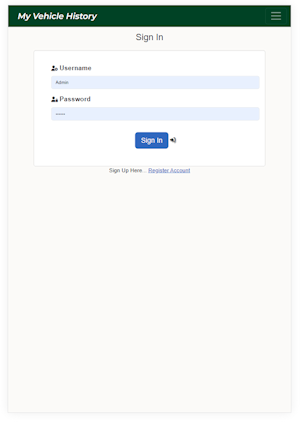 My Vehicle History
Sign In
Username
Admin
Password
Sign In
Sign Up Here... Register Account